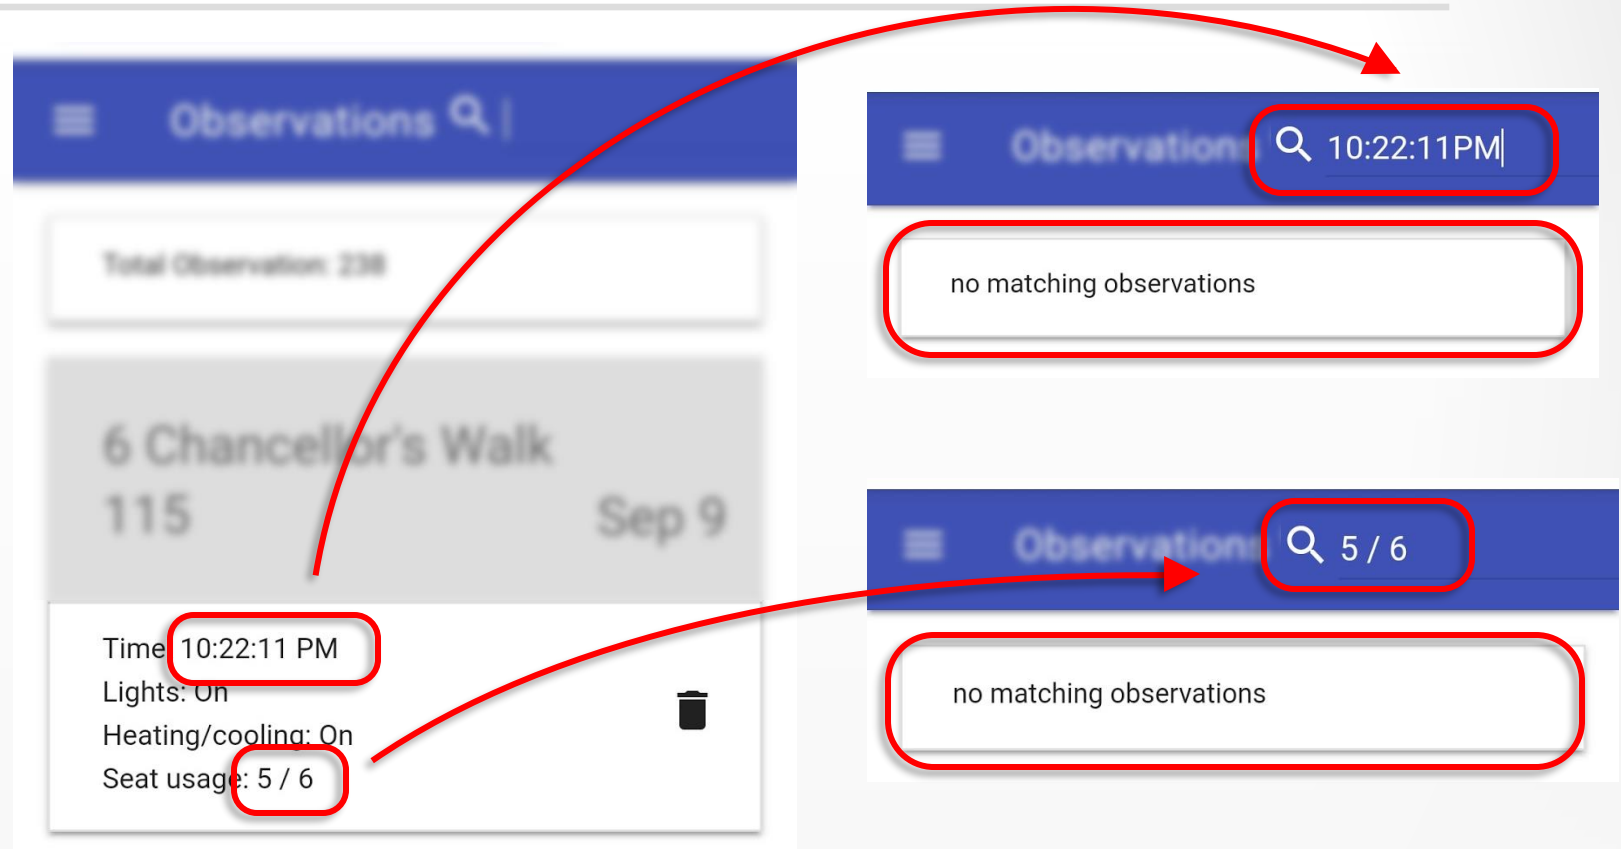 Observations
Total Observation: 238
6 Chancellor's Walk
115 Sep 9
Time: 10:22:11 PM
Lights: On
Heating/cooling: On
Seat usage: 5 / 6
Observations 10:22:11PM
no matching observations
Observations 5 / 6
no matching observations